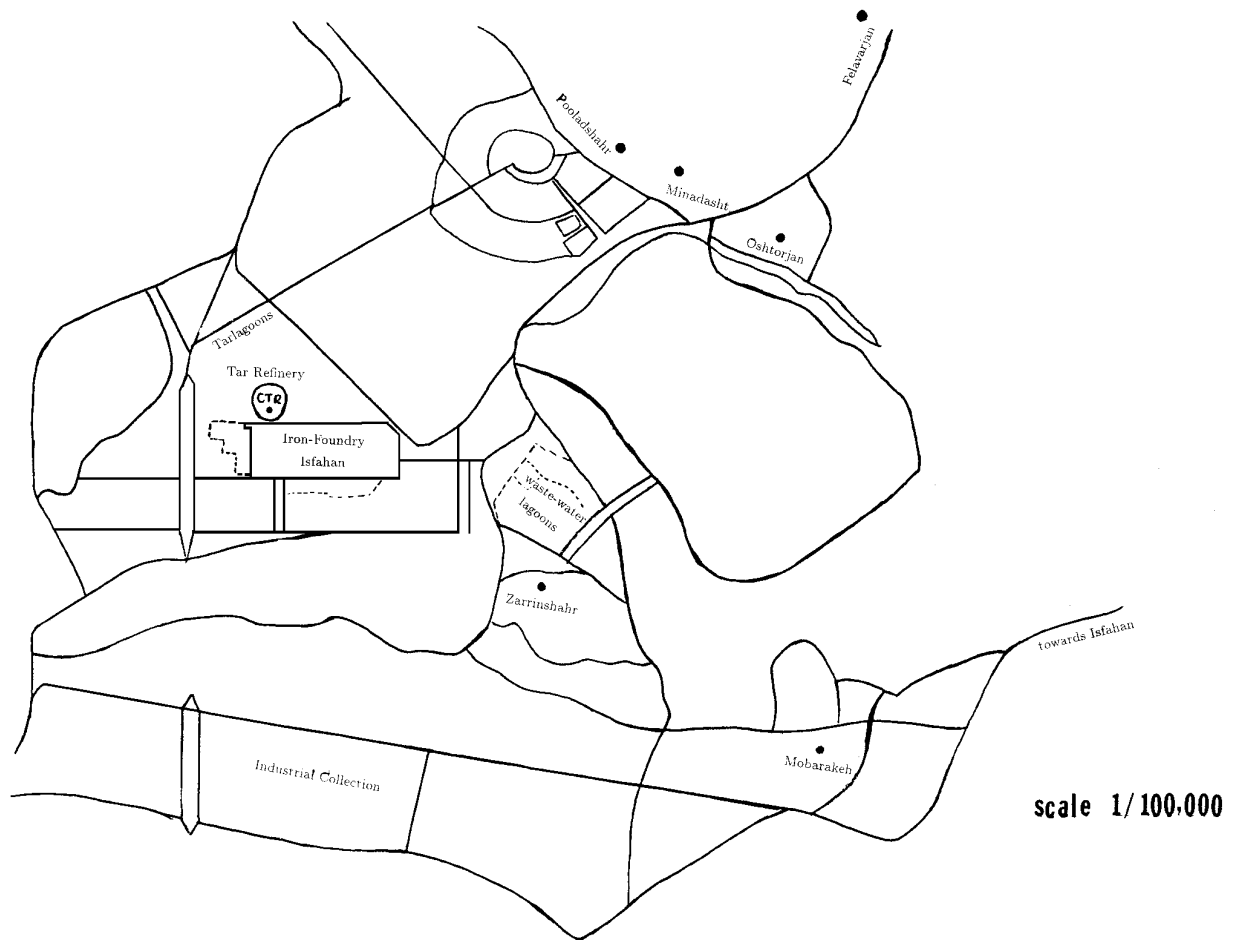 Felavarjan
Pooladshahr
Minadasht
Oshtorjan
Tarlagoons
Tar Refinery
CTR
Iron-Foundry
Isfahan
waste-water
lagoons
Zarrinshahr
towards Isfahan
Mobarakeh
Industrial Collection
scale 1/100,000